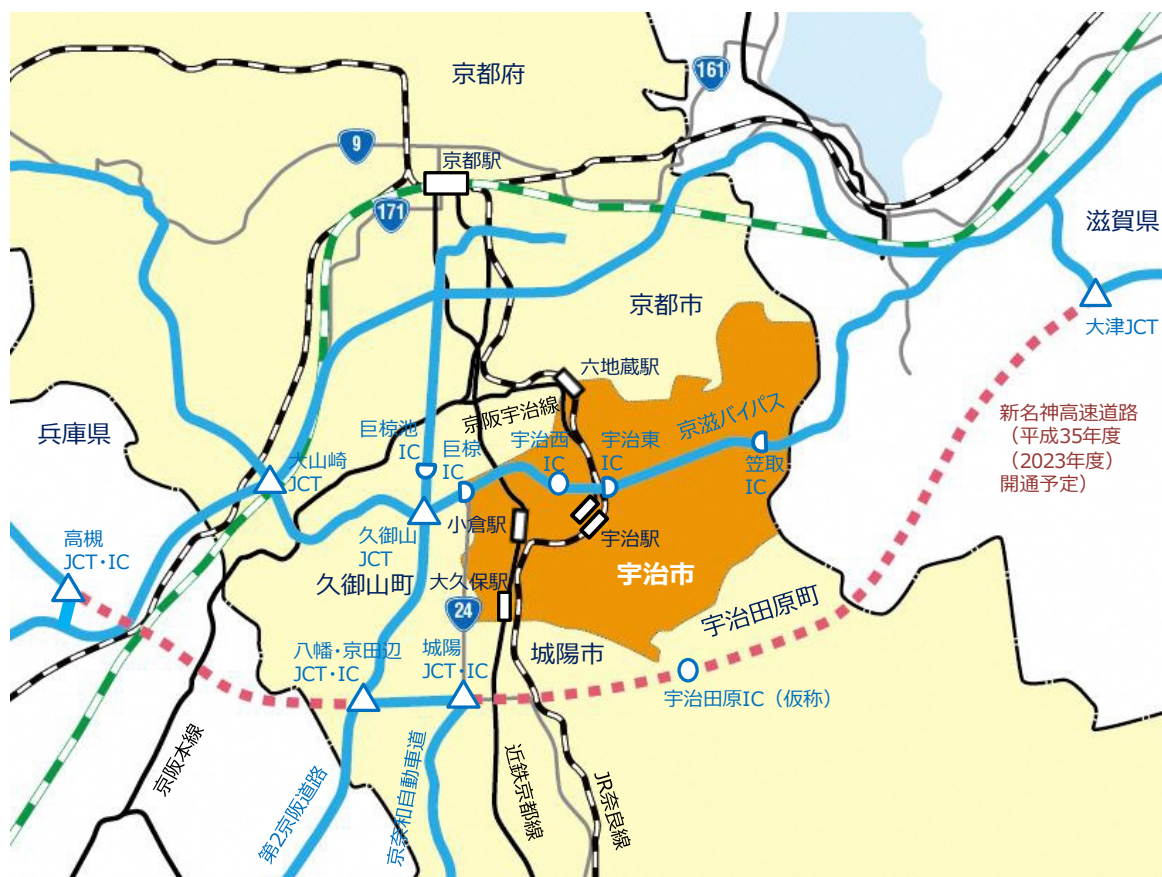 京都府
161
9
京都駅
171
滋賀県
京都市
大津JCT
六地蔵駅
兵庫県
京阪宇治線
京滋バイパス
新名神高速道路
（平成35年度
（2023年度）
開通予定）
巨椋池
IC
巨椋
IC
宇治西
IC
宇治東
IC
笠取
IC
大山崎
JCT
小倉駅
宇治駅
高槻
JCT・IC
久御山
JCT
久御山町
大久保駅
宇治市
24
宇治田原町
八幡・京田辺
JCT・IC
城陽
JCT・IC
城陽市
宇治田原IC（仮称）
京阪本線
第2京阪道路
京奈和自動車道
近鉄京都線
JR奈良線